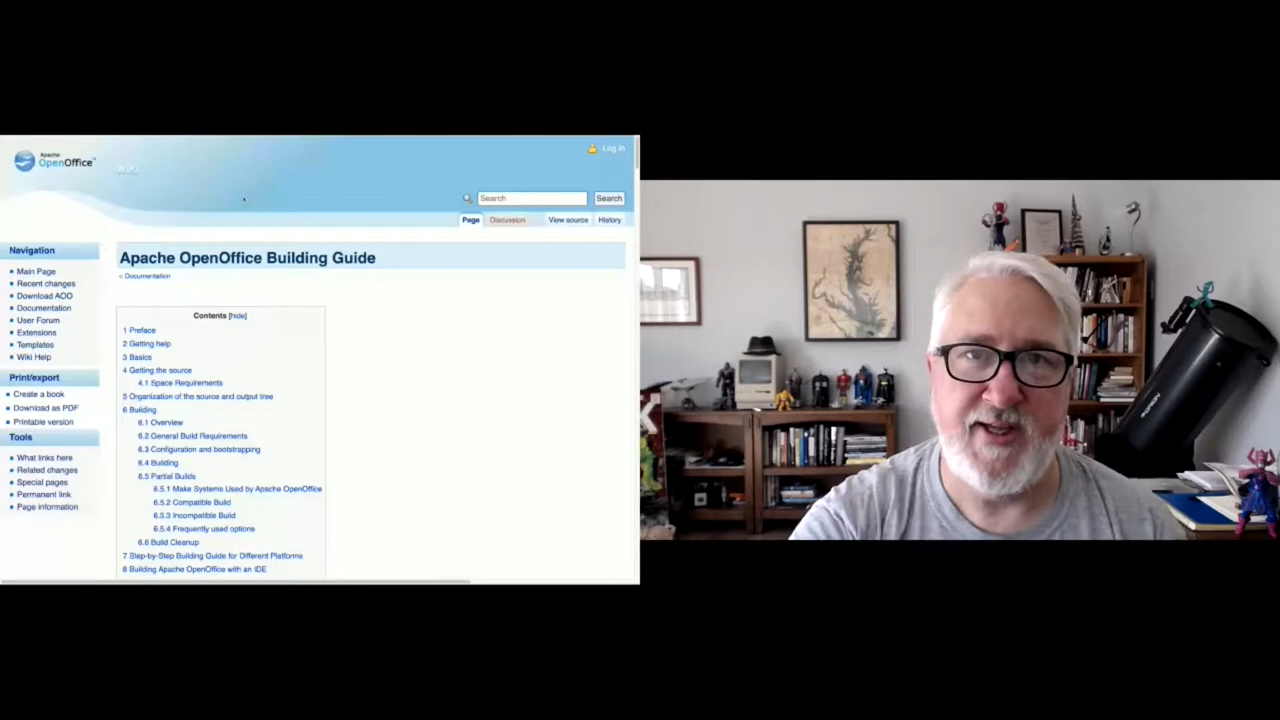 Apache
OpenOffice
wiki
Log in
Search
Search
Page
Discussion
View source
History
Navigation
Main Page
Recent changes
Download AOO
Documentation
User Forum
Extensions
Templates
Wiki Help
Print/export
Create a book
Download as PDF
Printable version
Tools
What links here
Related changes
Special pages
Permanent link
Page information
Apache OpenOffice Building Guide
< Documentation
Contents [hide]
1 Preface
2 Getting help
3 Basics
4 Getting the source
4.1 Space Requirements
5 Organization of the source and output tree
6 Building
6.1 Overview
6.2 General Build Requirements
6.3 Configuration and bootstrapping
6.4 Building
6.5 Partial Builds
6.5.1 Make Systems Used by Apache OpenOffice
6.5.2 Compatible Build
6.5.3 Incompatible Build
6.5.4 Frequently used options
6.6 Build Cleanup
7 Step-by-Step Building Guide for Different Platforms
8 Building Apache OpenOffice with an IDE